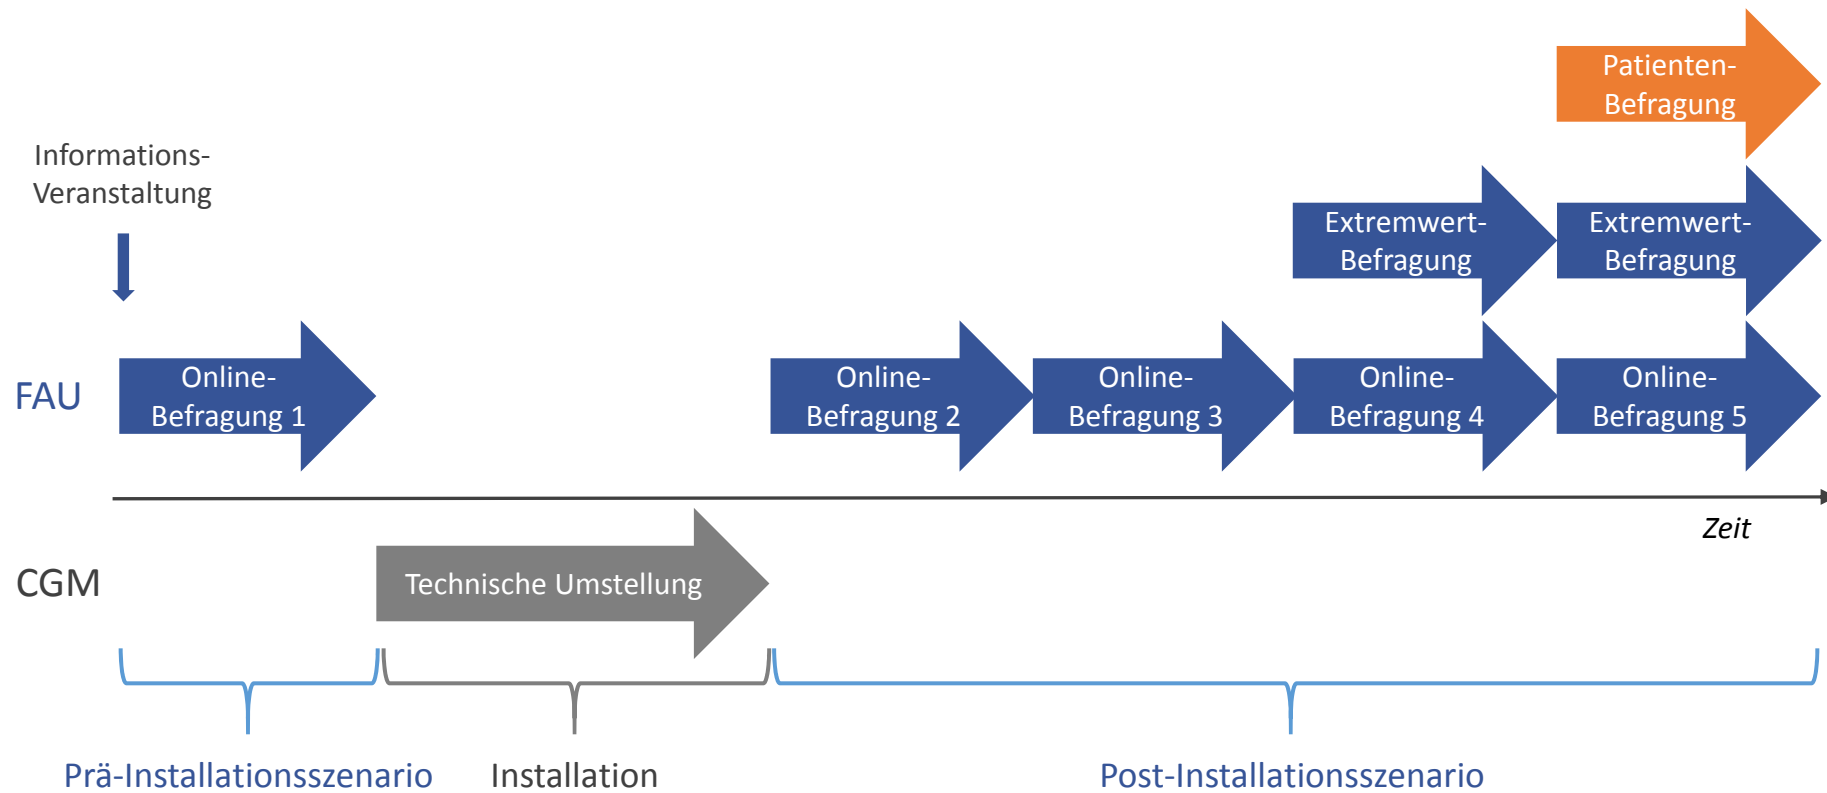 Patienten-
Befragung
Informations-
Veranstaltung
Extremwert-
Befragung
Extremwert-
Befragung
FAU
Online-
Befragung 1
Online-
Befragung 2
Online-
Befragung 3
Online-
Befragung 4
Online-
Befragung 5
Zeit
CGM
Technische Umstellung
Prä-Installationsszenario
Installation
Post-Installationsszenario